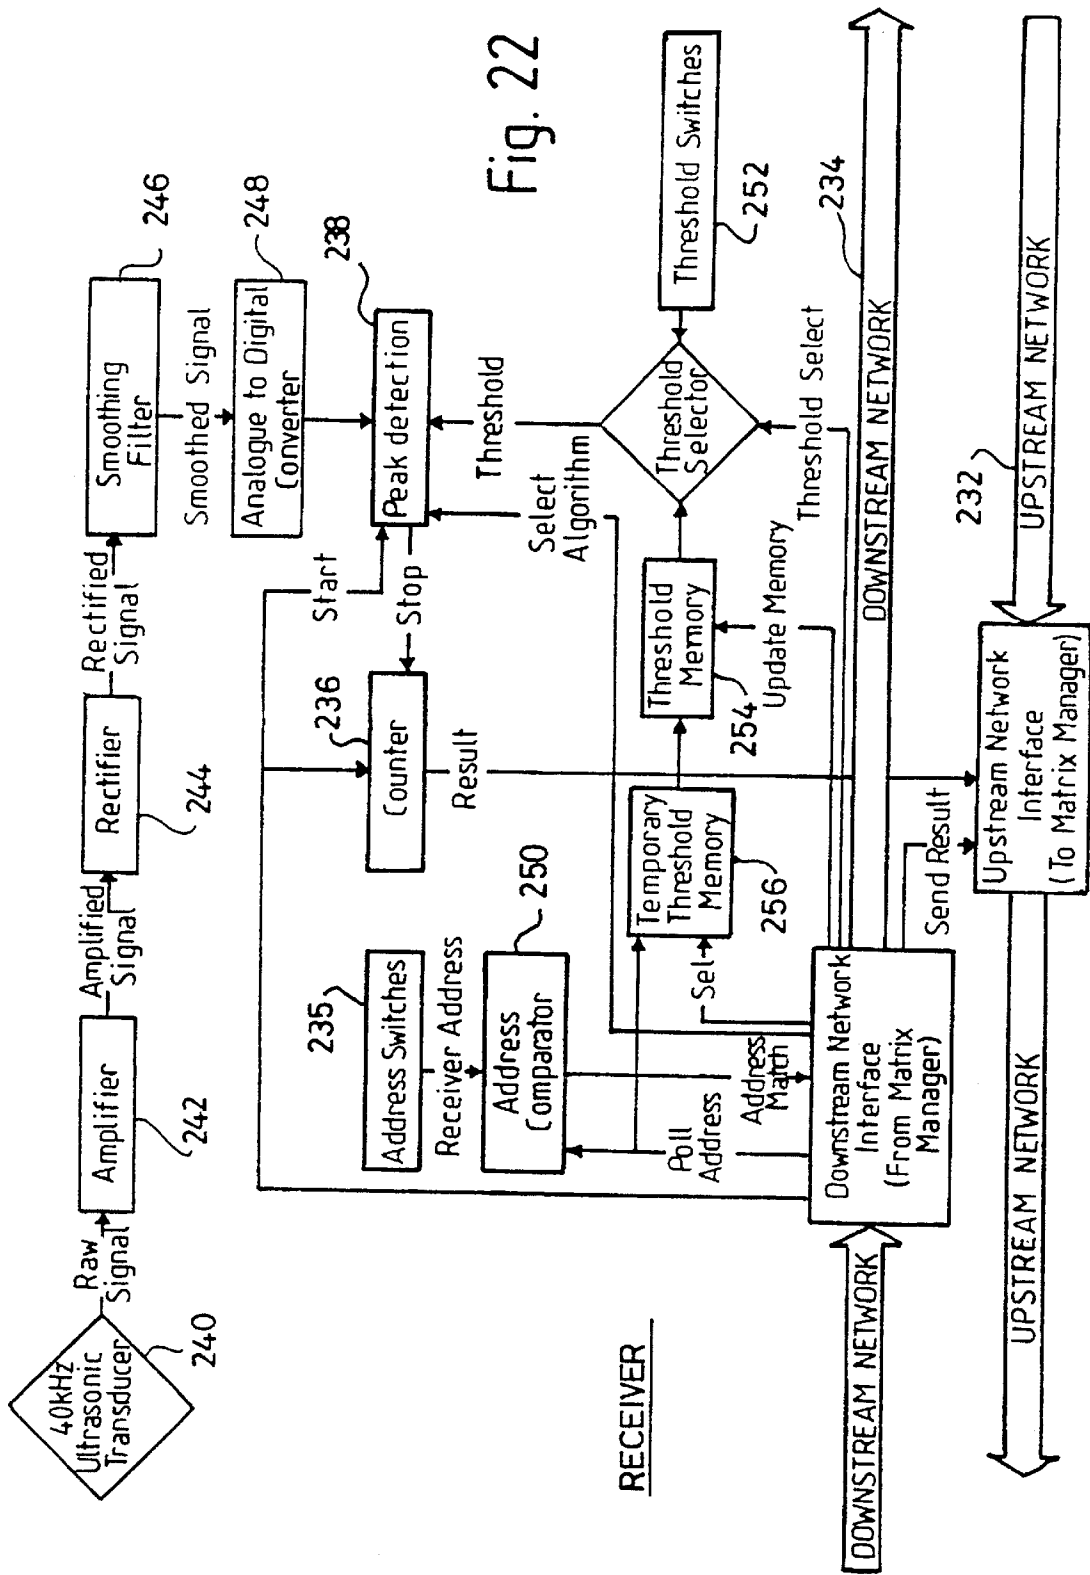 Fig. 22
40kHz
Ultrasonic
Transducer
240
Raw
Signal
Amplifier
242
Amplified
Signal
Rectifier
244
Rectified
Signal
Smoothing
Filter
246
Smoothed Signal
Analogue to Digital
Converter
248
Peak detection
238
Start
Stop
Counter
236
Result
Threshold
Select
Algorithm
Address Switches
235
Receiver Address
Address
Comparator
250
Poll
Address
Address
Match
Sel
Temporary
Threshold
Memory
256
Threshold
Memory
254
Update Memory
Threshold
Selector
Threshold Switches
252
Threshold Select
RECEIVER
DOWNSTREAM NETWORK
Downstream Network
Interface
(From Matrix
Manager)
DOWNSTREAM NETWORK
234
Send Result
UPSTREAM NETWORK
Upstream Network
Interface
(To Matrix Manager)
UPSTREAM NETWORK
232